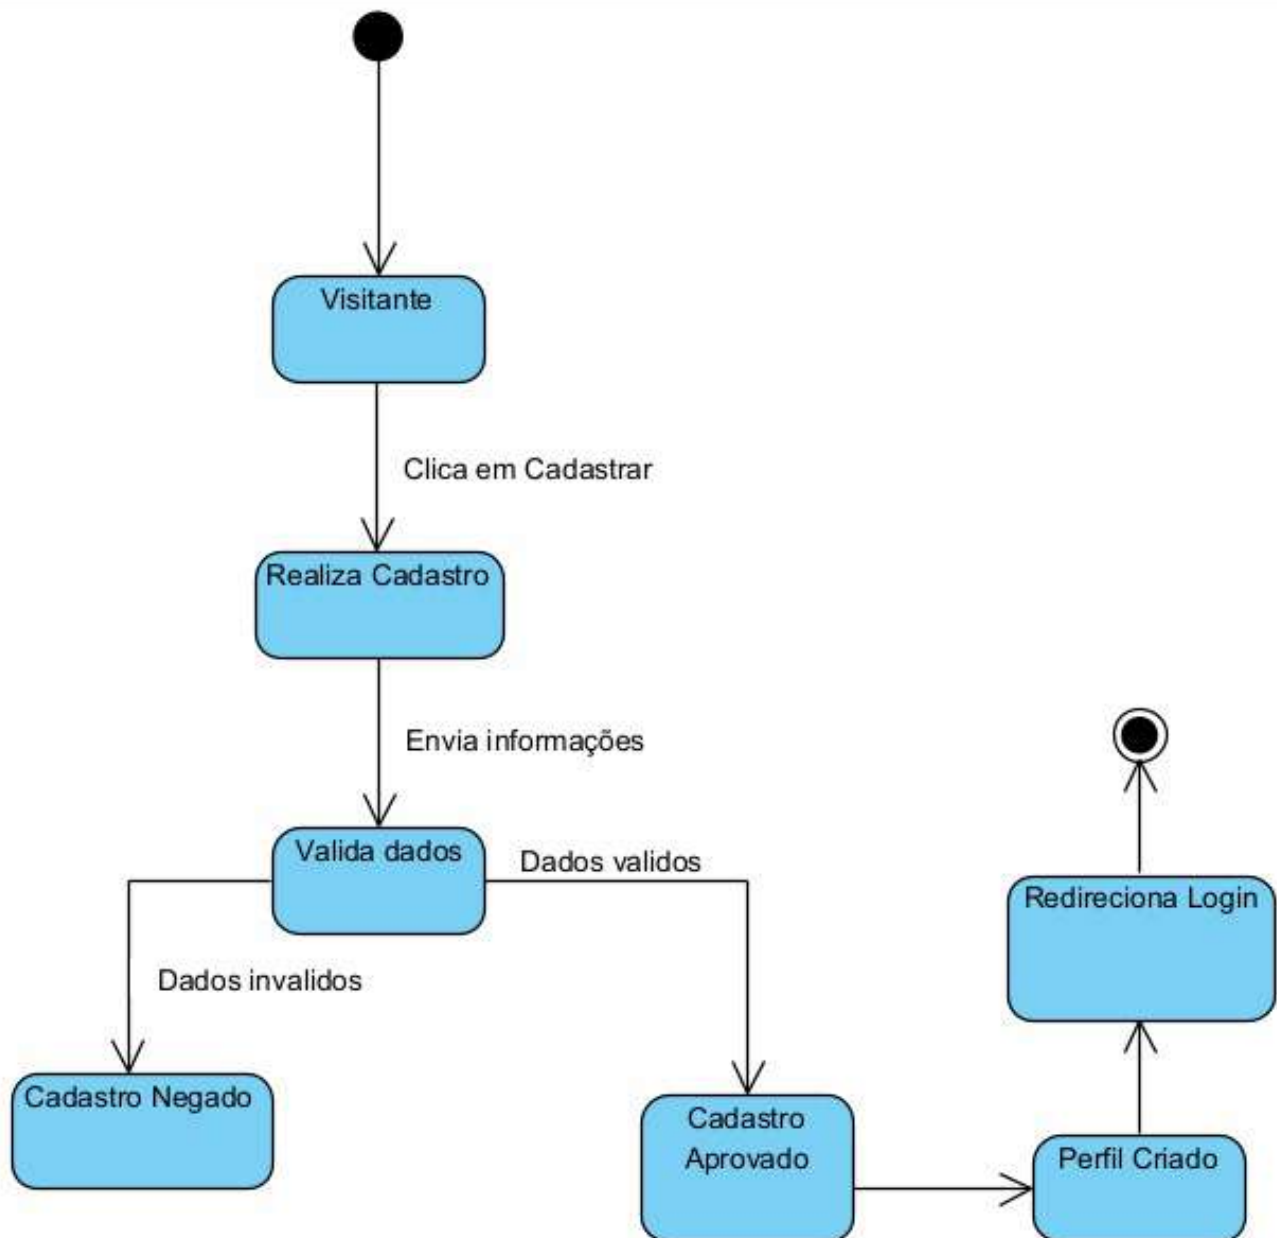 Visitante
Clica em Cadastrar
Realiza Cadastro
Envia informações
Valida dados
Dados validos
Redireciona Login
Dados invalidos
Cadastro Negado
Cadastro
Aprovado
Perfil Criado